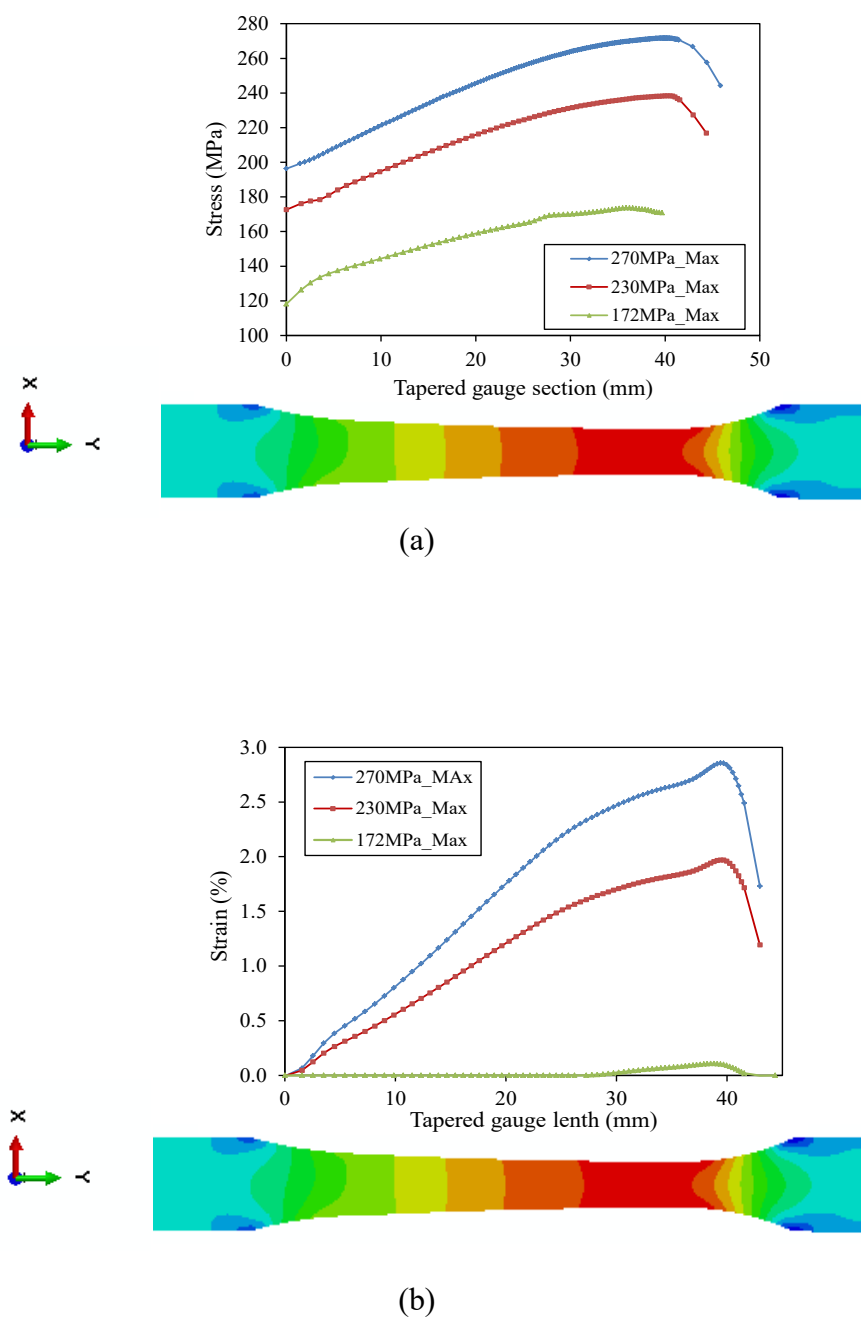 280
260
240
220
200
180
160
140
120
100
Stress (MPa)
270MPa_Max
230MPa_Max
172MPa_Max
0 10 20 30 40 50
Tapered gauge section (mm)
X
Y
(a)
3.0
2.5
2.0
1.5
1.0
0.5
0.0
Strain (%)
270MPa_MAx
230MPa_Max
172MPa_Max
0 10 20 30 40
Tapered gauge lenth (mm)
X
Y
(b)